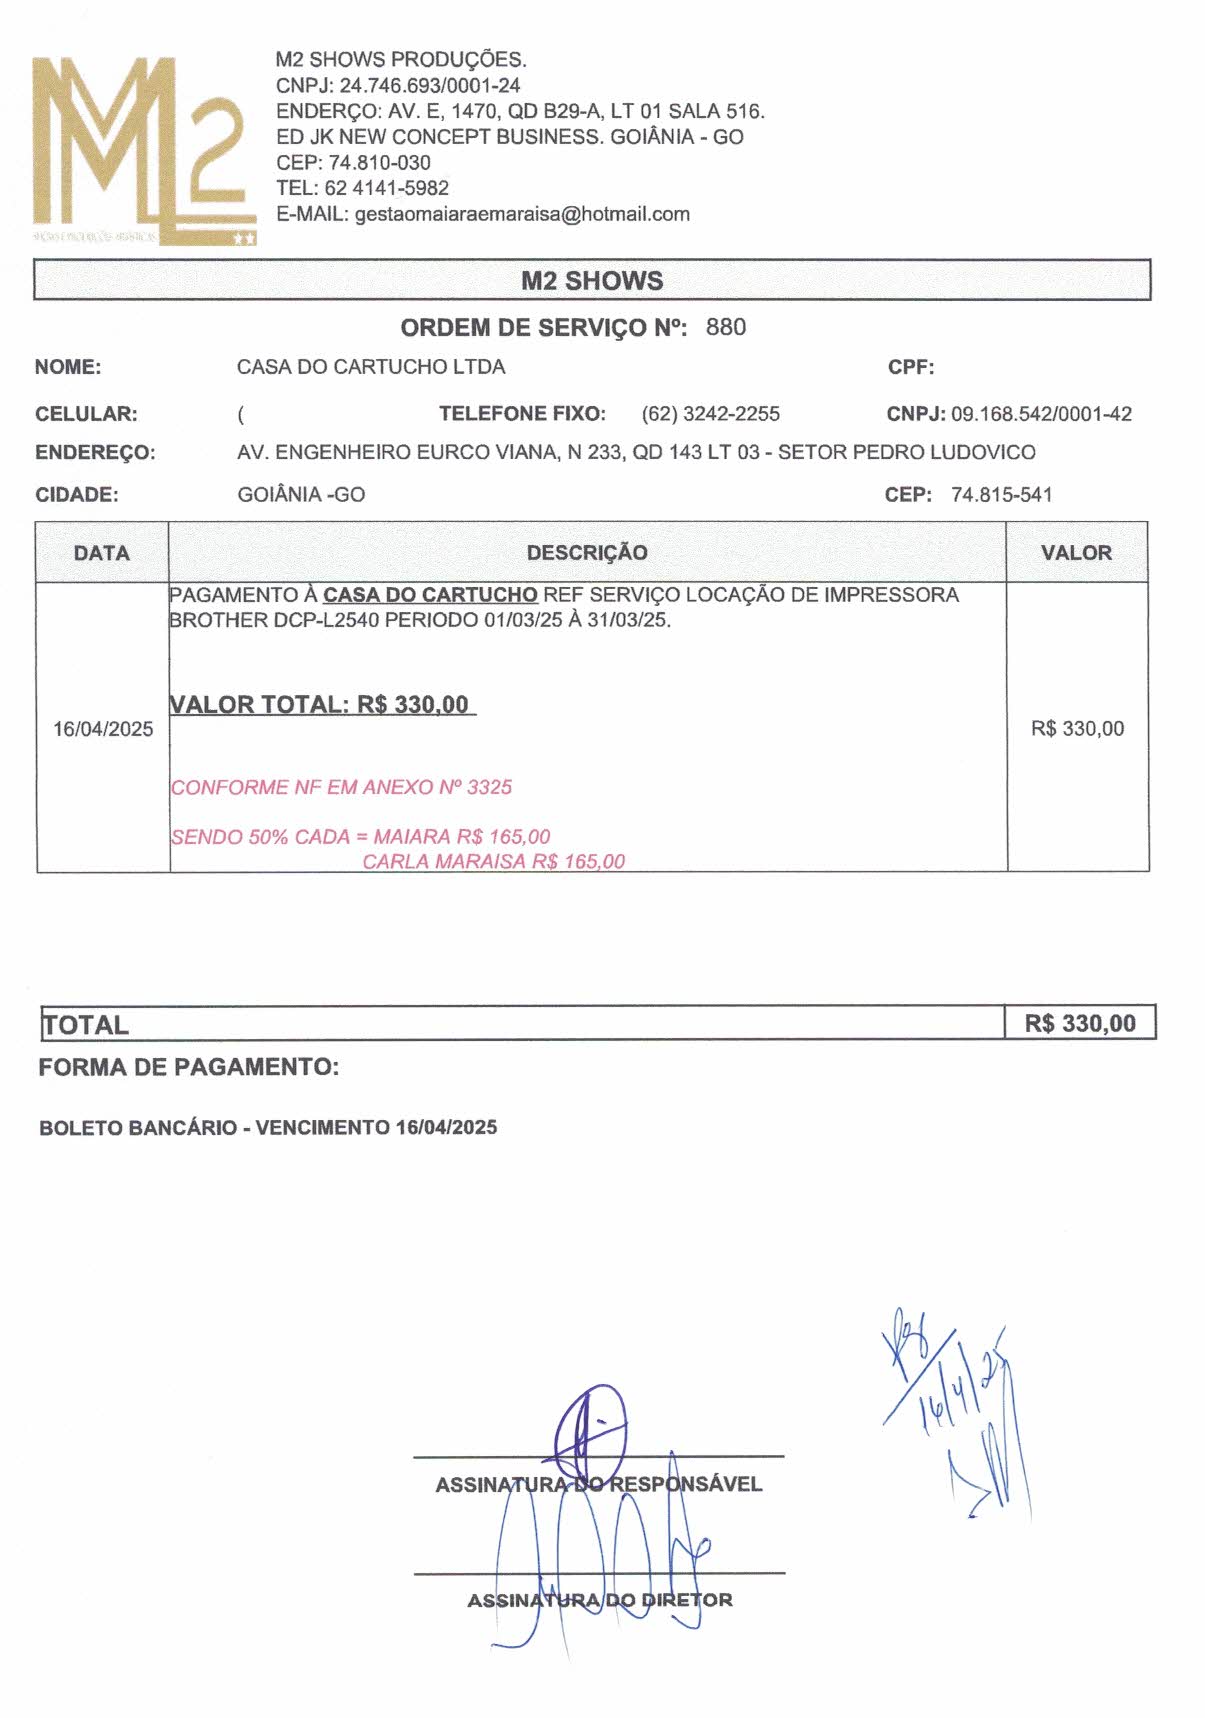 M2
M2 SHOWS PRODUÇÕES.
CNPJ: 24.746.693/0001-24
ENDERÇO: AV. E, 1470, QD B29-A, LT 01 SALA 516.
ED JK NEW CONCEPT BUSINESS. GOIÂNIA - GO
CEP: 74.810-030
TEL: 62 4141-5982
E-MAIL: gestaomaiaraemaraisa@hotmail.com
M2 SHOWS
ORDEM DE SERVIÇO Nº: 880
NOME: CASA DO CARTUCHO LTDA CPF:
CELULAR: ( TELEFONE FIXO: (62) 3242-2255 CNPJ: 09.168.542/0001-42
ENDEREÇO: AV. ENGENHEIRO EURCO VIANA, N 233, QD 143 LT 03 - SETOR PEDRO LUDOVICO
CIDADE: GOIÂNIA -GO CEP: 74.815-541
DATA DESCRIÇÃO VALOR
PAGAMENTO À CASA DO CARTUCHO REF SERVIÇO LOCAÇÃO DE IMPRESSORA
BROTHER DCP-L2540 PERIODO 01/03/25 À 31/03/25.
VALOR TOTAL: R$ 330,00
16/04/2025 R$ 330,00
CONFORME NF EM ANEXO Nº 3325
SENDO 50% CADA = MAIARA R$ 165,00
CARLA MARAISA R$ 165,00
TOTAL R$ 330,00
FORMA DE PAGAMENTO:
BOLETO BANCÁRIO - VENCIMENTO 16/04/2025
16/4/25
ASSINATURA DO RESPONSÁVEL
ASSINATURA DO DIRETOR